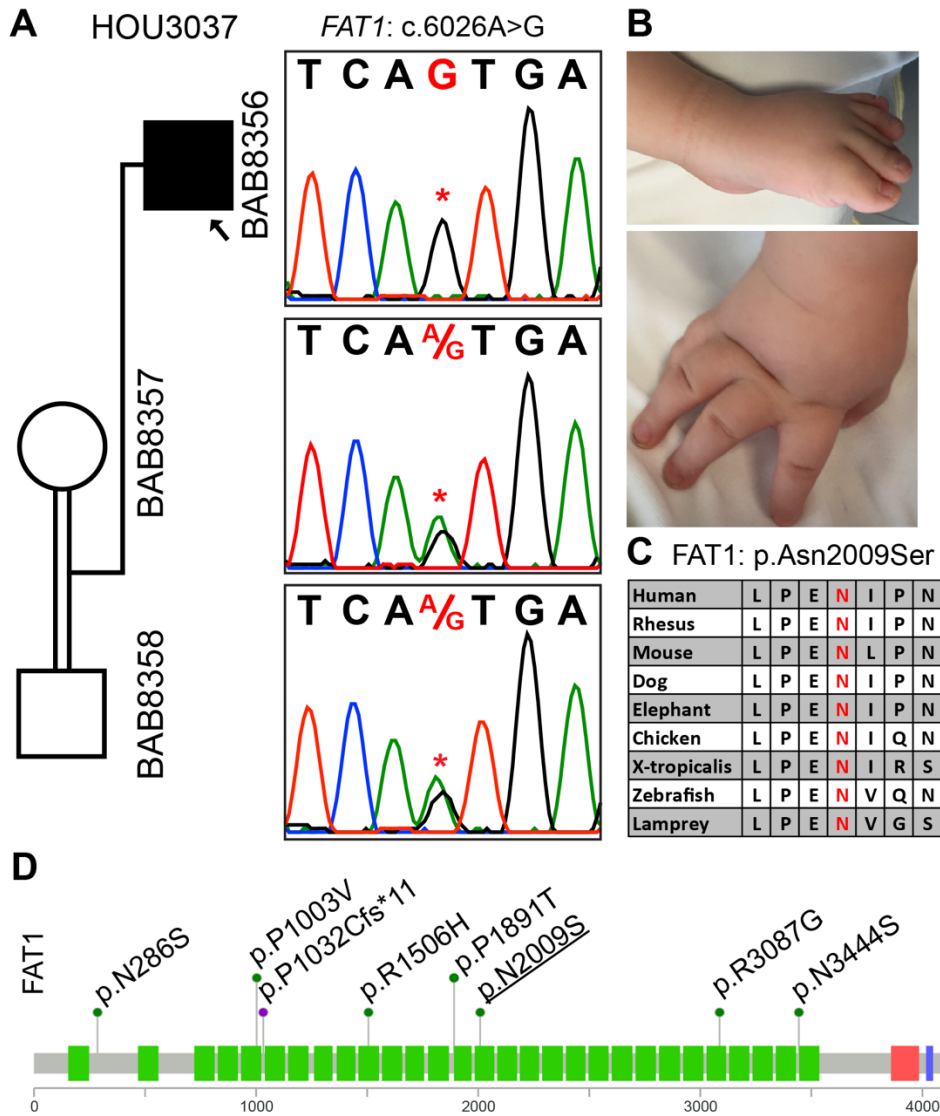 A
HOU3037
FAT1: c.6026A>G
BAB8356
T C A G T G A
*
BAB8357
T C A A/G T G A
*
BAB8358
T C A A/G T G A
*
B
C FAT1: p.Asn2009Ser
Human L P E N I P N
Rhesus L P E N I P N
Mouse L P E N L P N
Dog L P E N I P N
Elephant L P E N I P N
Chicken L P E N I Q N
X-tropicalis L P E N I R S
Zebrafish L P E N V Q N
Lamprey L P E N V G S
D
FAT1
p.N286S
p.P1003V
p.P1032Cfs*11
p.R1506H
p.P1891T
p.N2009S
p.R3087G
p.N3444S
0 1000 2000 3000 4000